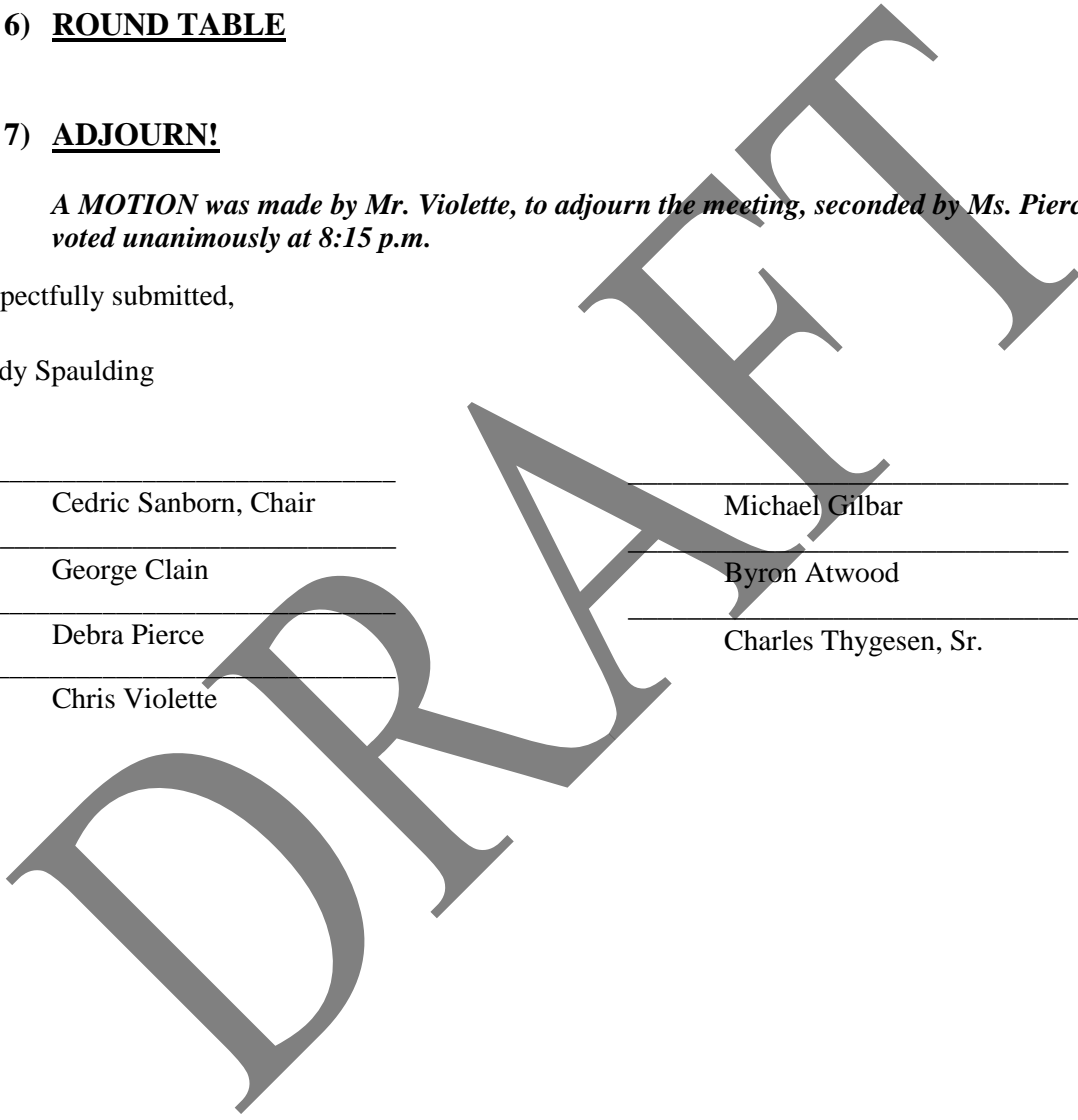 6) ROUND TABLE
7) ADJOURN!
A MOTION was made by Mr. Violette, to adjourn the meeting, seconded by Ms. Pierc
voted unanimously at 8:15 p.m.
pectfully submitted,
dy Spaulding
Cedric Sanborn, Chair
George Clain
Debra Pierce
Chris Violette
Michael Gilbar
Byron Atwood
Charles Thygesen, Sr.
DRAFT